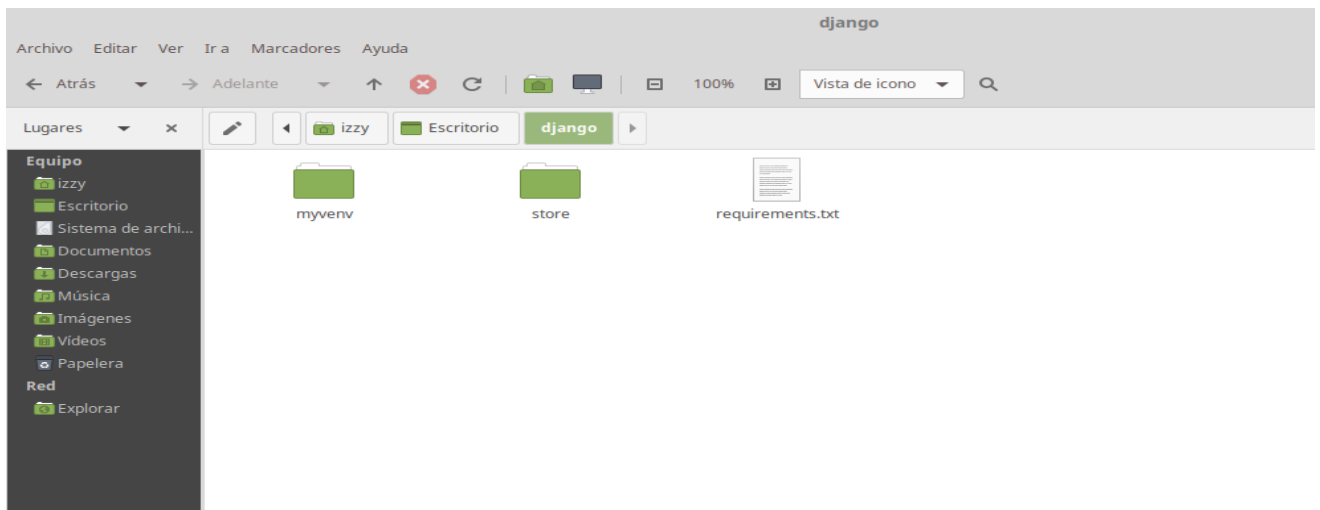 django
Archivo Editar Ver Ir a Marcadores Ayuda
Atrás Adelante 100% Vista de icono
Lugares izzy Escritorio django
Equipo
izzy
Escritorio
Sistema de archi...
Documentos
Descargas
Música
Imágenes
Vídeos
Papelera
Red
Explorar
myvenv store requirements.txt